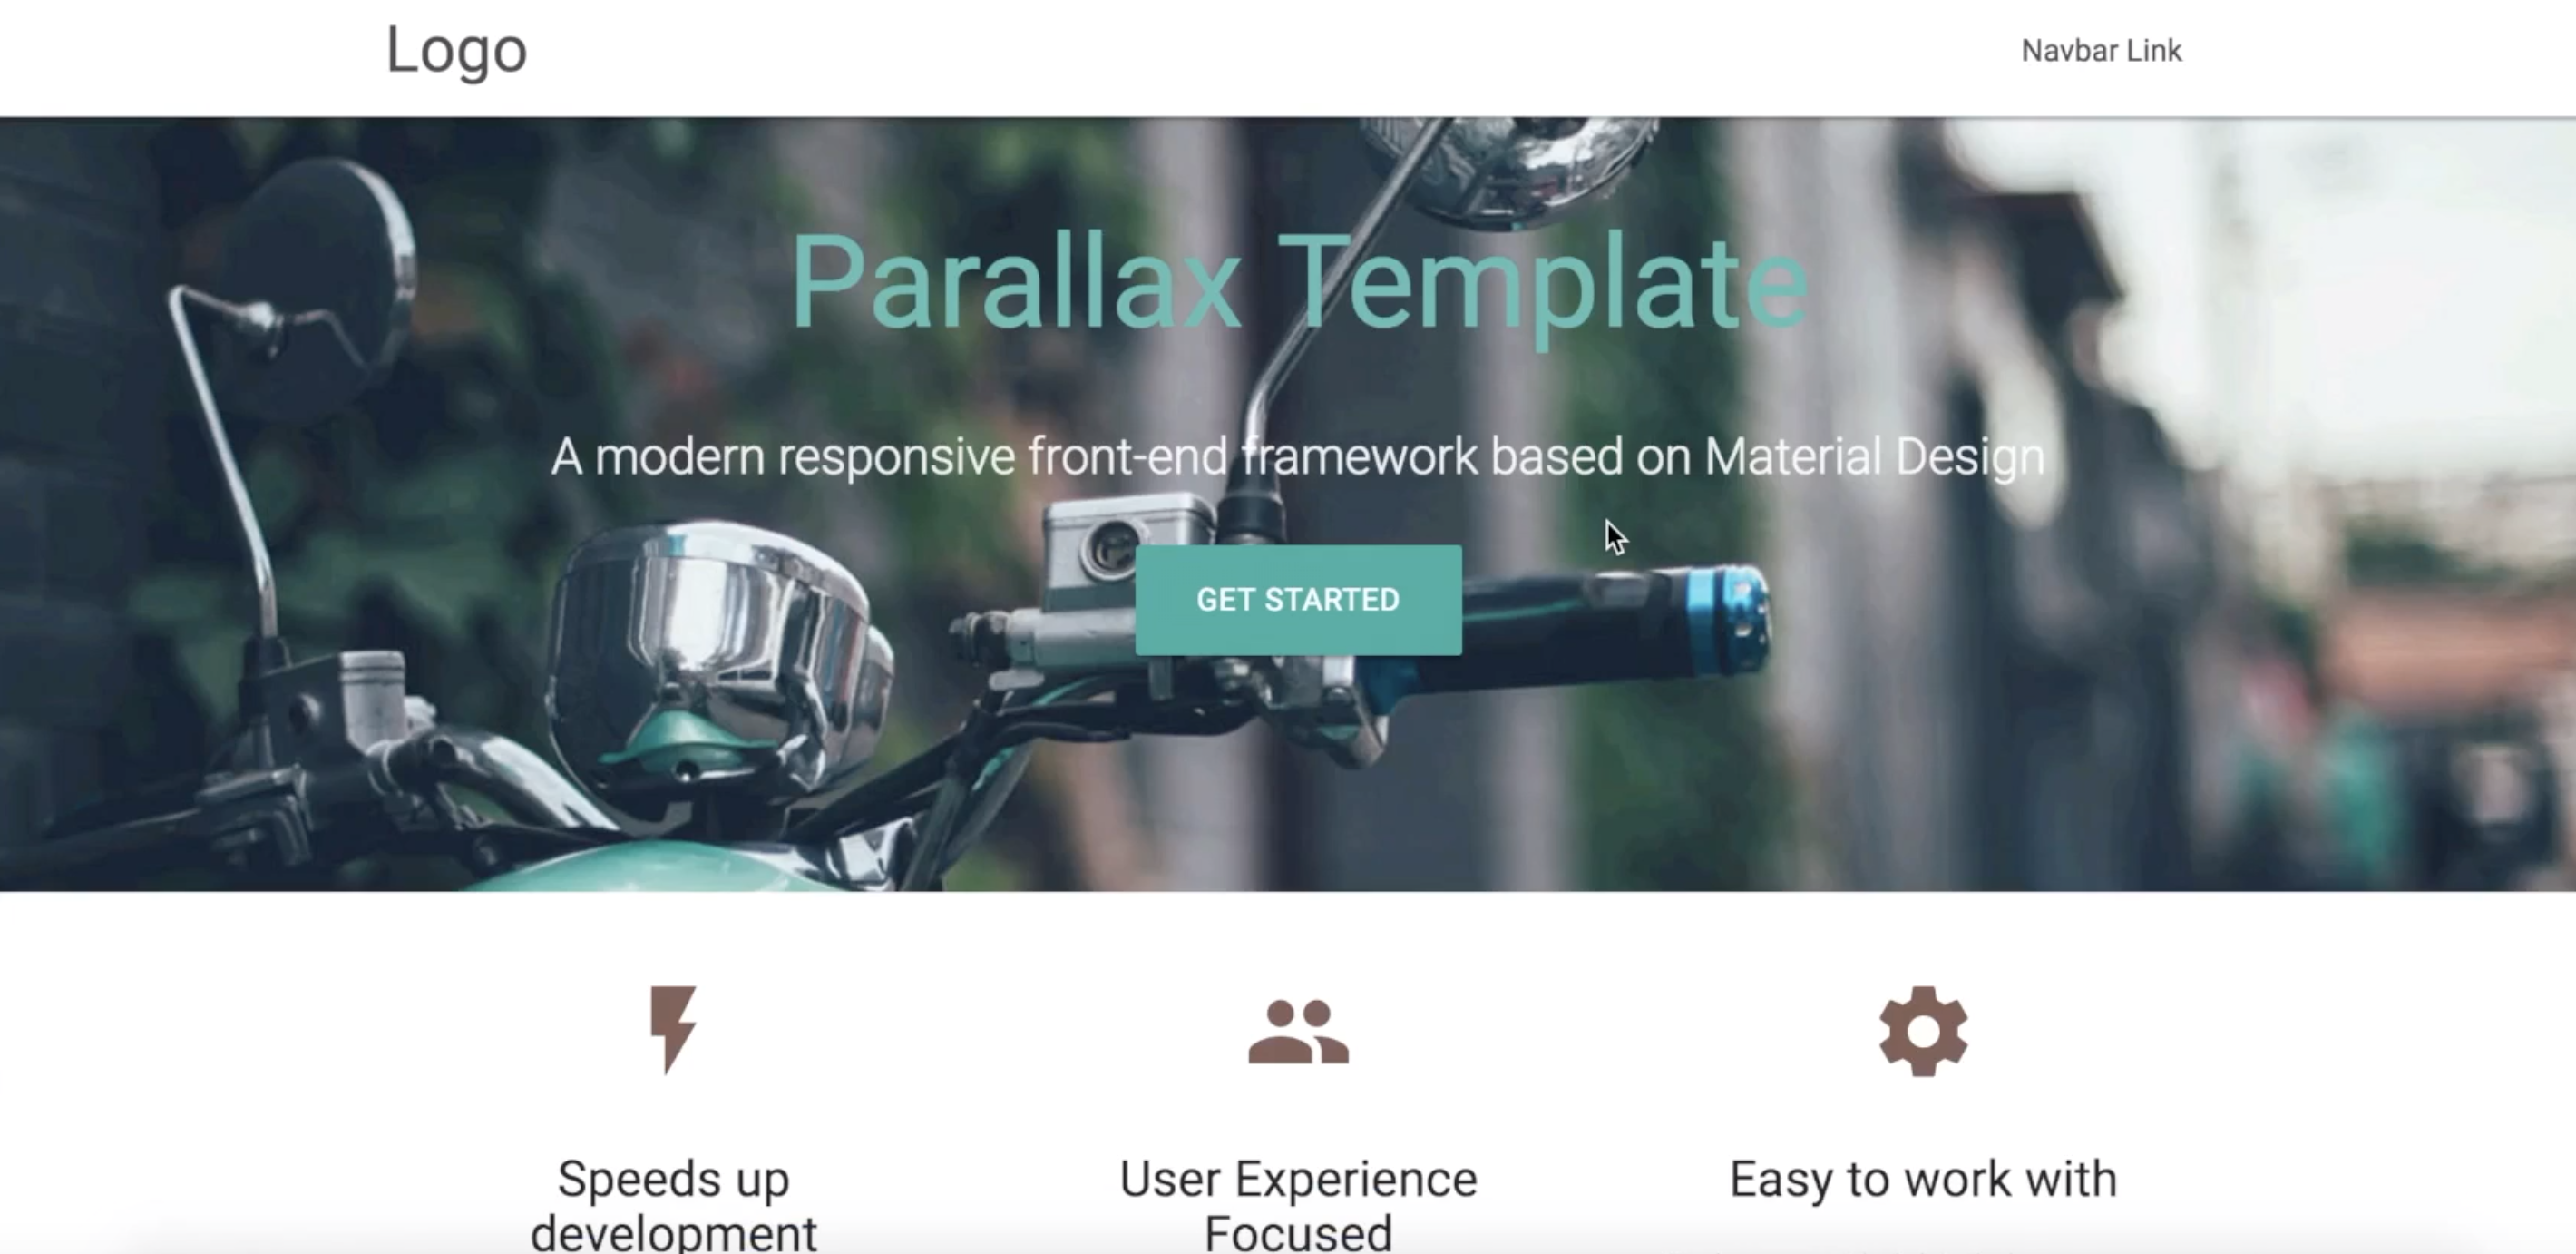 Logo
Navbar Link
Parallax Template
A modern responsive front-end framework based on Material Design
GET STARTED
Speeds up
development
User Experience
Focused
Easy to work with